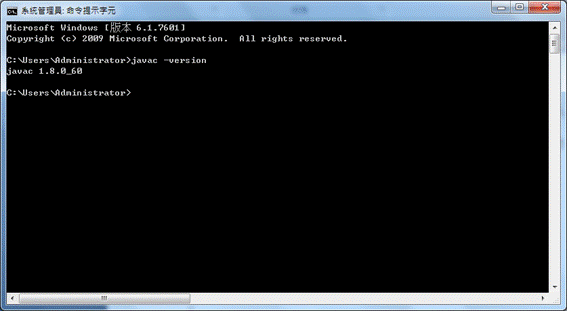 系統管理員: 命令提示字元
Microsoft Windows [版本 6.1.7601]
Copyright (c) 2009 Microsoft Corporation.  All rights reserved.
C:\Users\Administrator>javac -version
javac 1.8.0_60
C:\Users\Administrator>